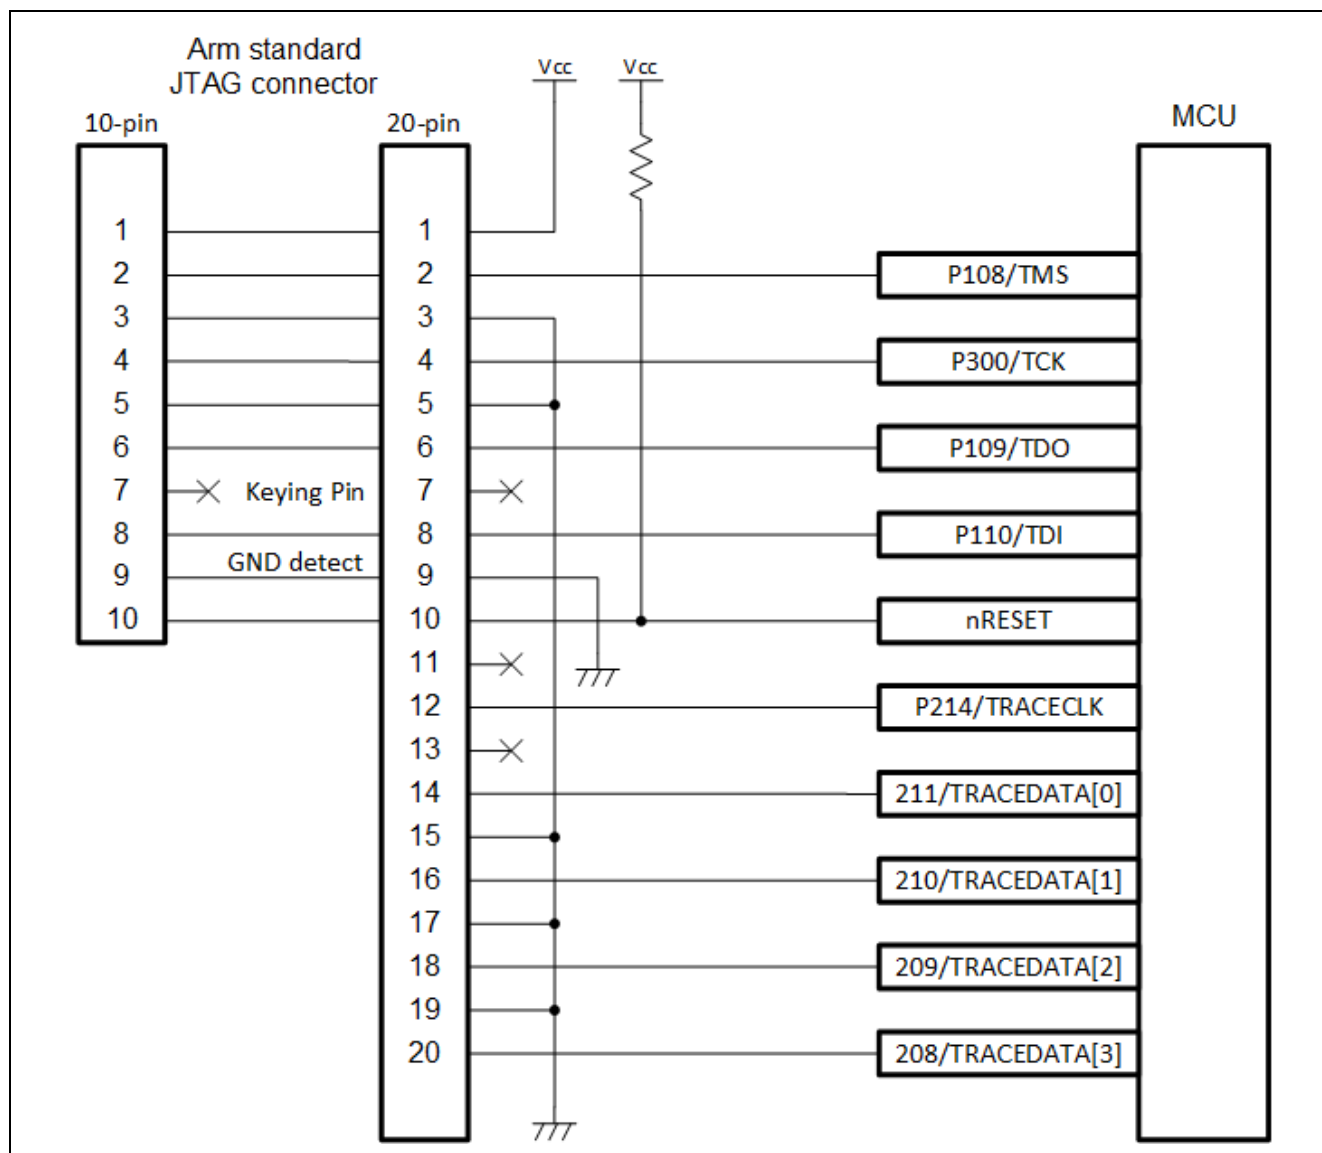 Arm standard
JTAG connector
Vcc
Vcc
10-pin
20-pin
MCU
1
1
2
2
P108/TMS
3
3
4
4
P300/TCK
5
5
6
6
P109/TDO
7
Keying Pin
7
8
8
P110/TDI
GND detect
9
9
10
10
nRESET
11
12
P214/TRACECLK
13
14
211/TRACEDATA[0]
15
16
210/TRACEDATA[1]
17
18
209/TRACEDATA[2]
19
20
208/TRACEDATA[3]